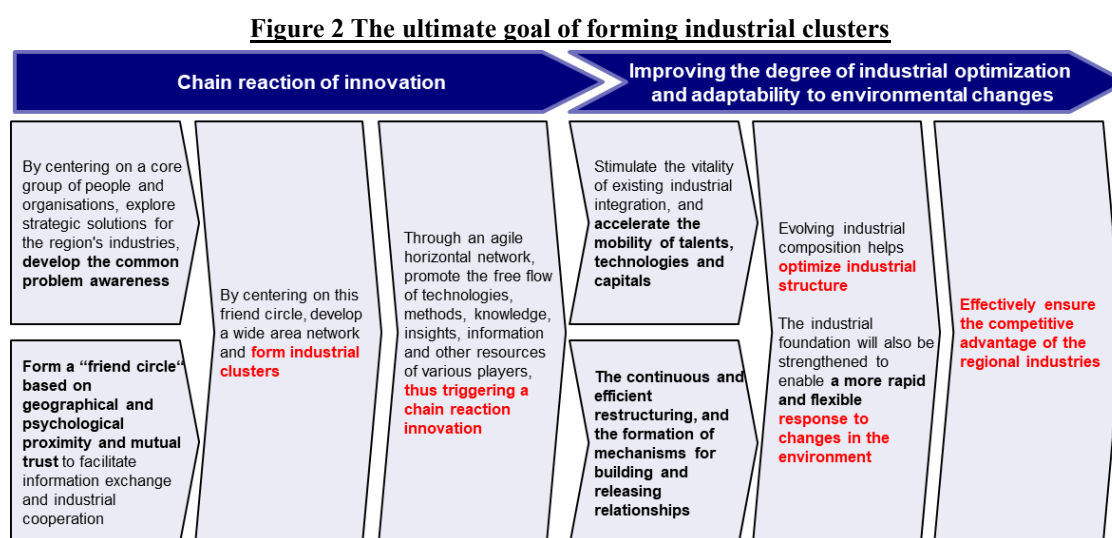 Figure 2 The ultimate goal of forming industrial clusters
Chain reaction of innovation
Improving the degree of industrial optimization
and adaptability to environmental changes
By centering on a core
group of people and
organisations, explore
strategic solutions for
the region's industries,
develop the common
problem awareness
Form a “friend circle“
based on
geographical and
psychological
proximity and mutual
trust to facilitate
information exchange
and industrial
cooperation
By centering on this
friend circle, develop
a wide area network
and form industrial
clusters
Through an agile
horizontal network,
promote the free flow
of technologies,
methods, knowledge,
insights, information
and other resources
of various players,
thus triggering a
chain reaction
innovation
Stimulate the vitality
of existing industrial
integration, and
accelerate the
mobility of talents,
technologies and
capitals
The continuous and
efficient
restructuring, and
the formation of
mechanisms for
building and
releasing
relationships
Evolving industrial
composition helps
optimize industrial
structure
The industrial
foundation will also be
strengthened to
enable a more rapid
and flexible
response to
changes in the
environment
Effectively ensure
the competitive
advantage of the
regional industries